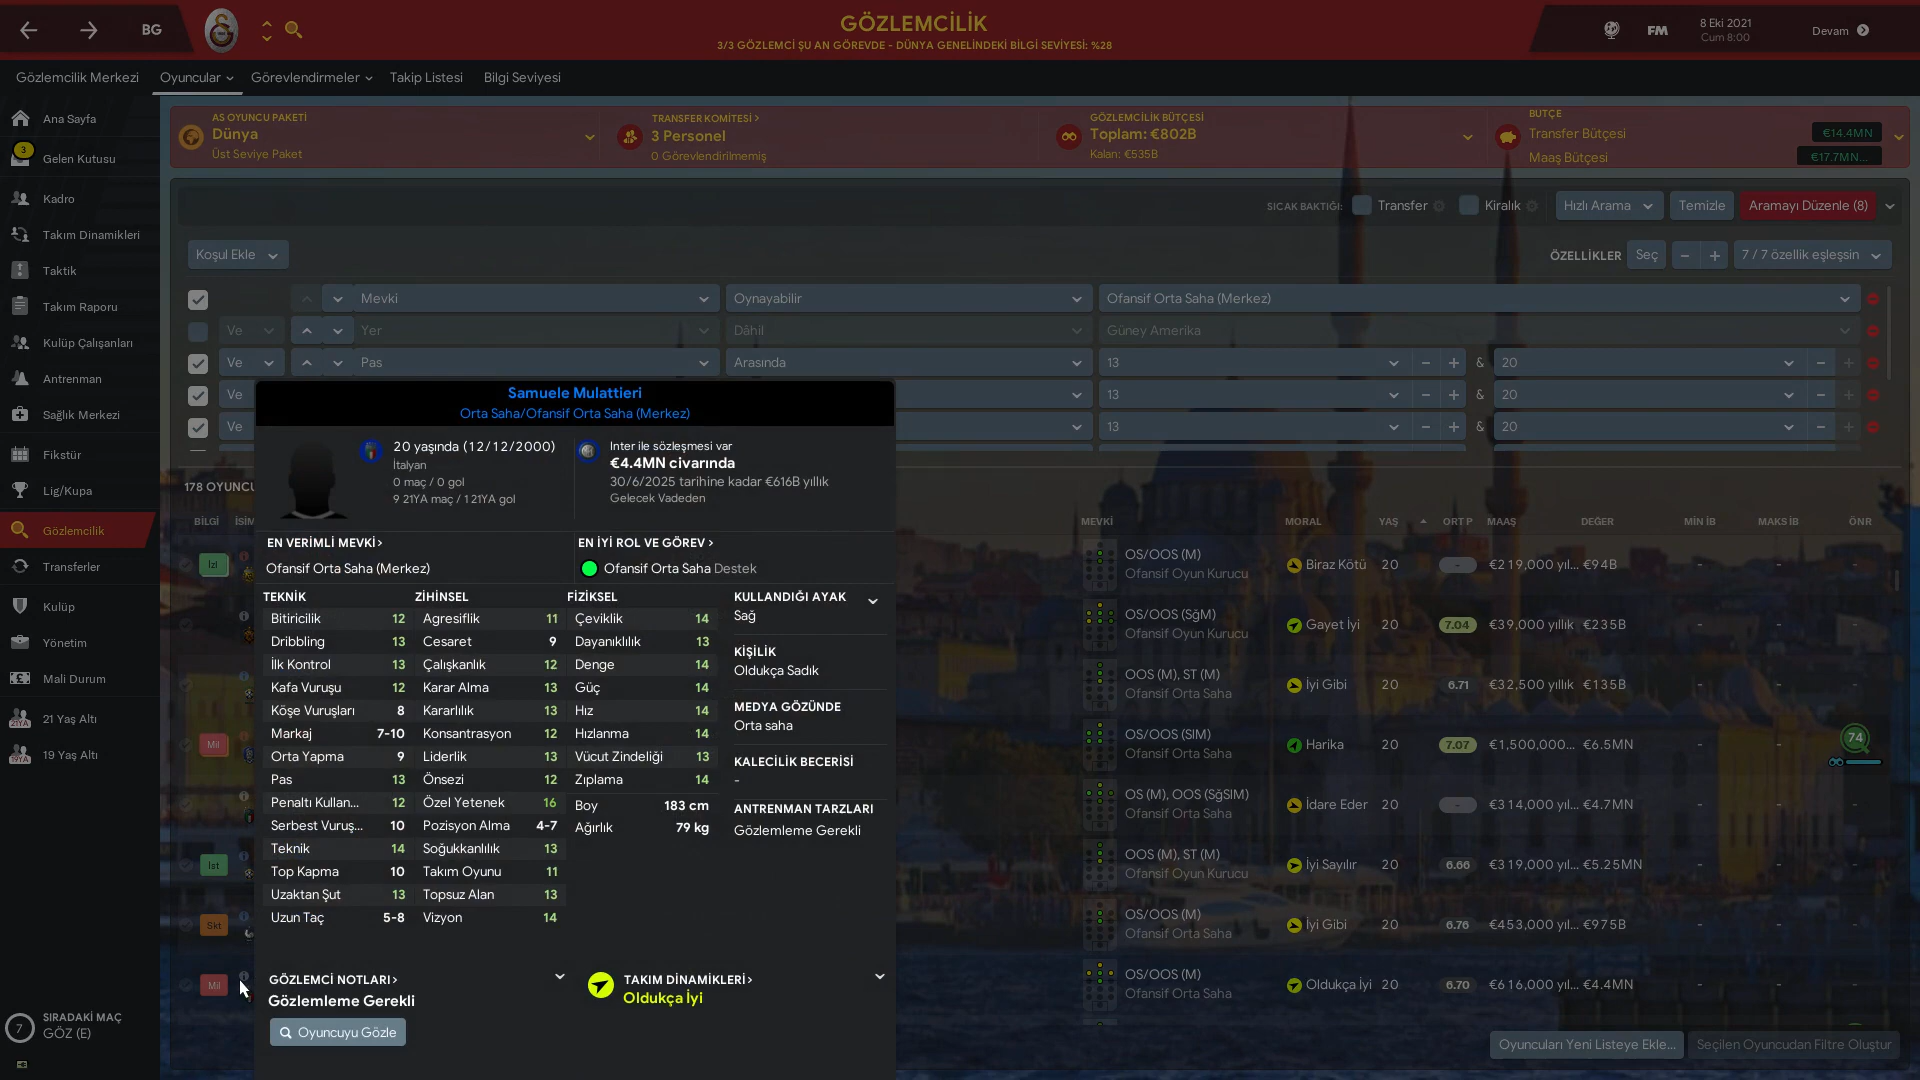 BG
GÖZLEMCİLİK
3/3 GÖZLEMCİ ŞU AN GÖREVDE - DÜNYA GENELİNDEKİ BİLGİ SEVİYESİ: %28
FM
8 Eki 2021
Cum 8:00
Devam
Gözlemcilik Merkezi
Oyuncular
Görevlendirmeler
Takip Listesi
Bilgi Seviyesi
Ana Sayfa
3
Gelen Kutusu
Kadro
Takım Dinamikleri
Taktik
Takım Raporu
Kulüp Çalışanları
Antrenman
Sağlık Merkezi
Fikstür
Lig/Kupa
Gözlemcilik
Transferler
Kulüp
Yönetim
Mali Durum
21YA
21 Yaş Altı
19YA
19 Yaş Altı
7
SIRADAKİ MAÇ
GÖZ (E)
AS OYUNCU PAKETİ
Dünya
Üst Seviye Paket
TRANSFER KOMİTESİ >
3 Personel
0 Görevlendirilmemiş
GÖZLEMCİLİK BÜTÇESİ
Toplam: €802B
Kalan: €535B
BÜTÇE
Transfer Bütçesi €14.4MN
Maaş Bütçesi €17.7MN...
SICAK BAKTIĞI: Transfer Kiralık Hızlı Arama Temizle Aramayı Düzenle (8)
Koşul Ekle ÖZELLİKLER Seç − + 7 / 7 özellik eşleşsin
Mevki Oynayabilir Ofansif Orta Saha (Merkez)
Ve Yer Dâhil Güney Amerika
Ve Pas Arasında 13 − + & 20 − +
Ve 13 − + & 20 − +
Ve 13 − + & 20 − +
178 OYUNCU
BİLGİ İSİM MEVKİ MORAL YAŞ ORT P MAAŞ DEĞER MİN İB MAKS İB ÖNR
İzl OS/OOS (M) Ofansif Oyun Kurucu Biraz Kötü 20 - €219,000 yıl... €94B - -
OS/OOS (SğM) Ofansif Oyun Kurucu Gayet İyi 20 7.04 €39,000 yıllık €235B - - -
OOS (M), ST (M) Ofansif Orta Saha İyi Gibi 20 6.71 €32,500 yıllık €135B - - -
Mil OS/OOS (SlM) Ofansif Orta Saha Harika 20 7.07 €1,500,000... €6.5MN - - 74
OS (M), OOS (SğSlM) Ofansif Orta Saha İdare Eder 20 - €314,000 yıl... €4.7MN - - -
İst OOS (M), ST (M) Ofansif Oyun Kurucu İyi Sayılır 20 6.66 €319,000 yıl... €5.25MN - - -
Skt OS/OOS (M) Ofansif Orta Saha İyi Gibi 20 6.76 €453,000 yıl... €975B - - -
Mil OS/OOS (M) Ofansif Orta Saha Oldukça İyi 20 6.70 €616,000 yıl... €4.4MN - - -
Oyuncuları Yeni Listeye Ekle... Seçilen Oyuncudan Filtre Oluştur
Samuele Mulattieri
Orta Saha/Ofansif Orta Saha (Merkez)
20 yaşında (12/12/2000)
İtalyan
0 maç / 0 gol
9 21YA maç / 1 21YA gol
Inter ile sözleşmesi var
€4.4MN civarında
30/6/2025 tarihine kadar €616B yıllık
Gelecek Vadeden
EN VERİMLİ MEVKİ >
Ofansif Orta Saha (Merkez)
EN İYİ ROL VE GÖREV >
Ofansif Orta Saha Destek
TEKNİK ZİHİNSEL FİZİKSEL
Bitiricilik 12 Agresiflik 11 Çeviklik 14
Dribbling 13 Cesaret 9 Dayanıklılık 13
İlk Kontrol 13 Çalışkanlık 12 Denge 14
Kafa Vuruşu 12 Karar Alma 13 Güç 14
Köşe Vuruşları 8 Kararlılık 13 Hız 14
Markaj 7-10 Konsantrasyon 12 Hızlanma 14
Orta Yapma 9 Liderlik 13 Vücut Zindeliği 13
Pas 13 Önsezi 12 Zıplama 14
Penaltı Kullan... 12 Özel Yetenek 16 Boy 183 cm
Serbest Vuruş... 10 Pozisyon Alma 4-7 Ağırlık 79 kg
Teknik 14 Soğukkanlılık 13
Top Kapma 10 Takım Oyunu 11
Uzaktan Şut 13 Topsuz Alan 13
Uzun Taç 5-8 Vizyon 14
KULLANDIĞI AYAK
Sağ
KİŞİLİK
Oldukça Sadık
MEDYA GÖZÜNDE
Orta saha
KALECİLİK BECERİSİ
-
ANTRENMAN TARZLARI
Gözlemleme Gerekli
GÖZLEMCİ NOTLARI >
Gözlemleme Gerekli
Oyuncuyu Gözle
TAKIM DİNAMİKLERİ >
Oldukça İyi